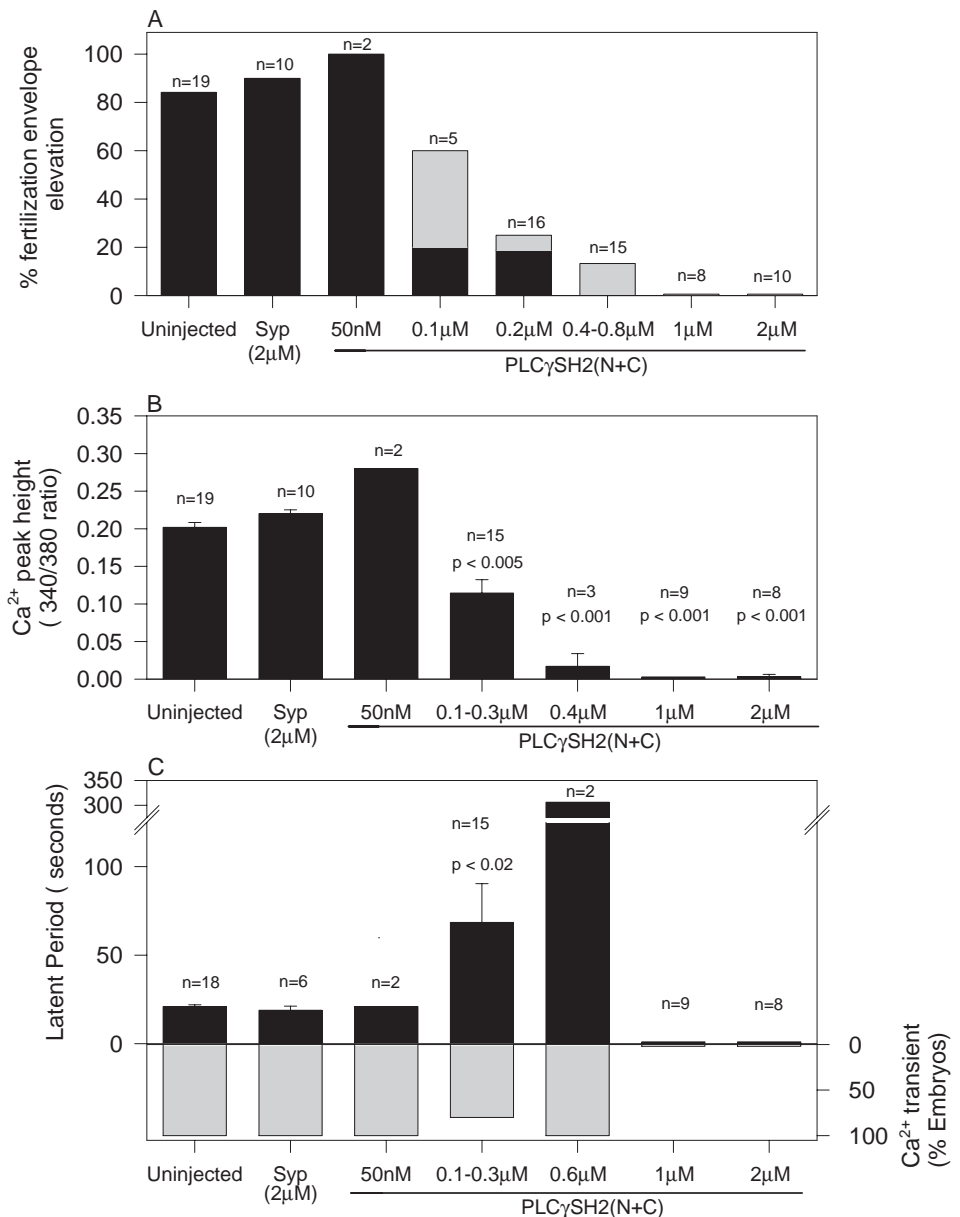 A
% fertilization envelope
elevation
100
80
60
40
20
0
n=19
n=10
n=2
n=5
n=16
n=15
n=8
n=10
Uninjected
Syp
(2μM)
50nM
0.1μM
0.2μM
0.4-0.8μM
1μM
2μM
PLCγSH2(N+C)
B
Ca2+ peak height
( 340/380 ratio)
0.35
0.30
0.25
0.20
0.15
0.10
0.05
0.00
n=19
n=10
n=2
n=15
p < 0.005
n=3
p < 0.001
n=9
p < 0.001
n=8
p < 0.001
Uninjected
Syp
(2μM)
50nM
0.1-0.3μM
0.4μM
1μM
2μM
PLCγSH2(N+C)
C
Latent Period ( seconds)
350
300
100
50
0
n=18
n=6
n=2
n=15
p < 0.02
n=2
n=9
n=8
0
50
100
Ca2+ transient
(% Embryos)
Uninjected
Syp
(2μM)
50nM
0.1-0.3μM
0.6μM
1μM
2μM
PLCγSH2(N+C)